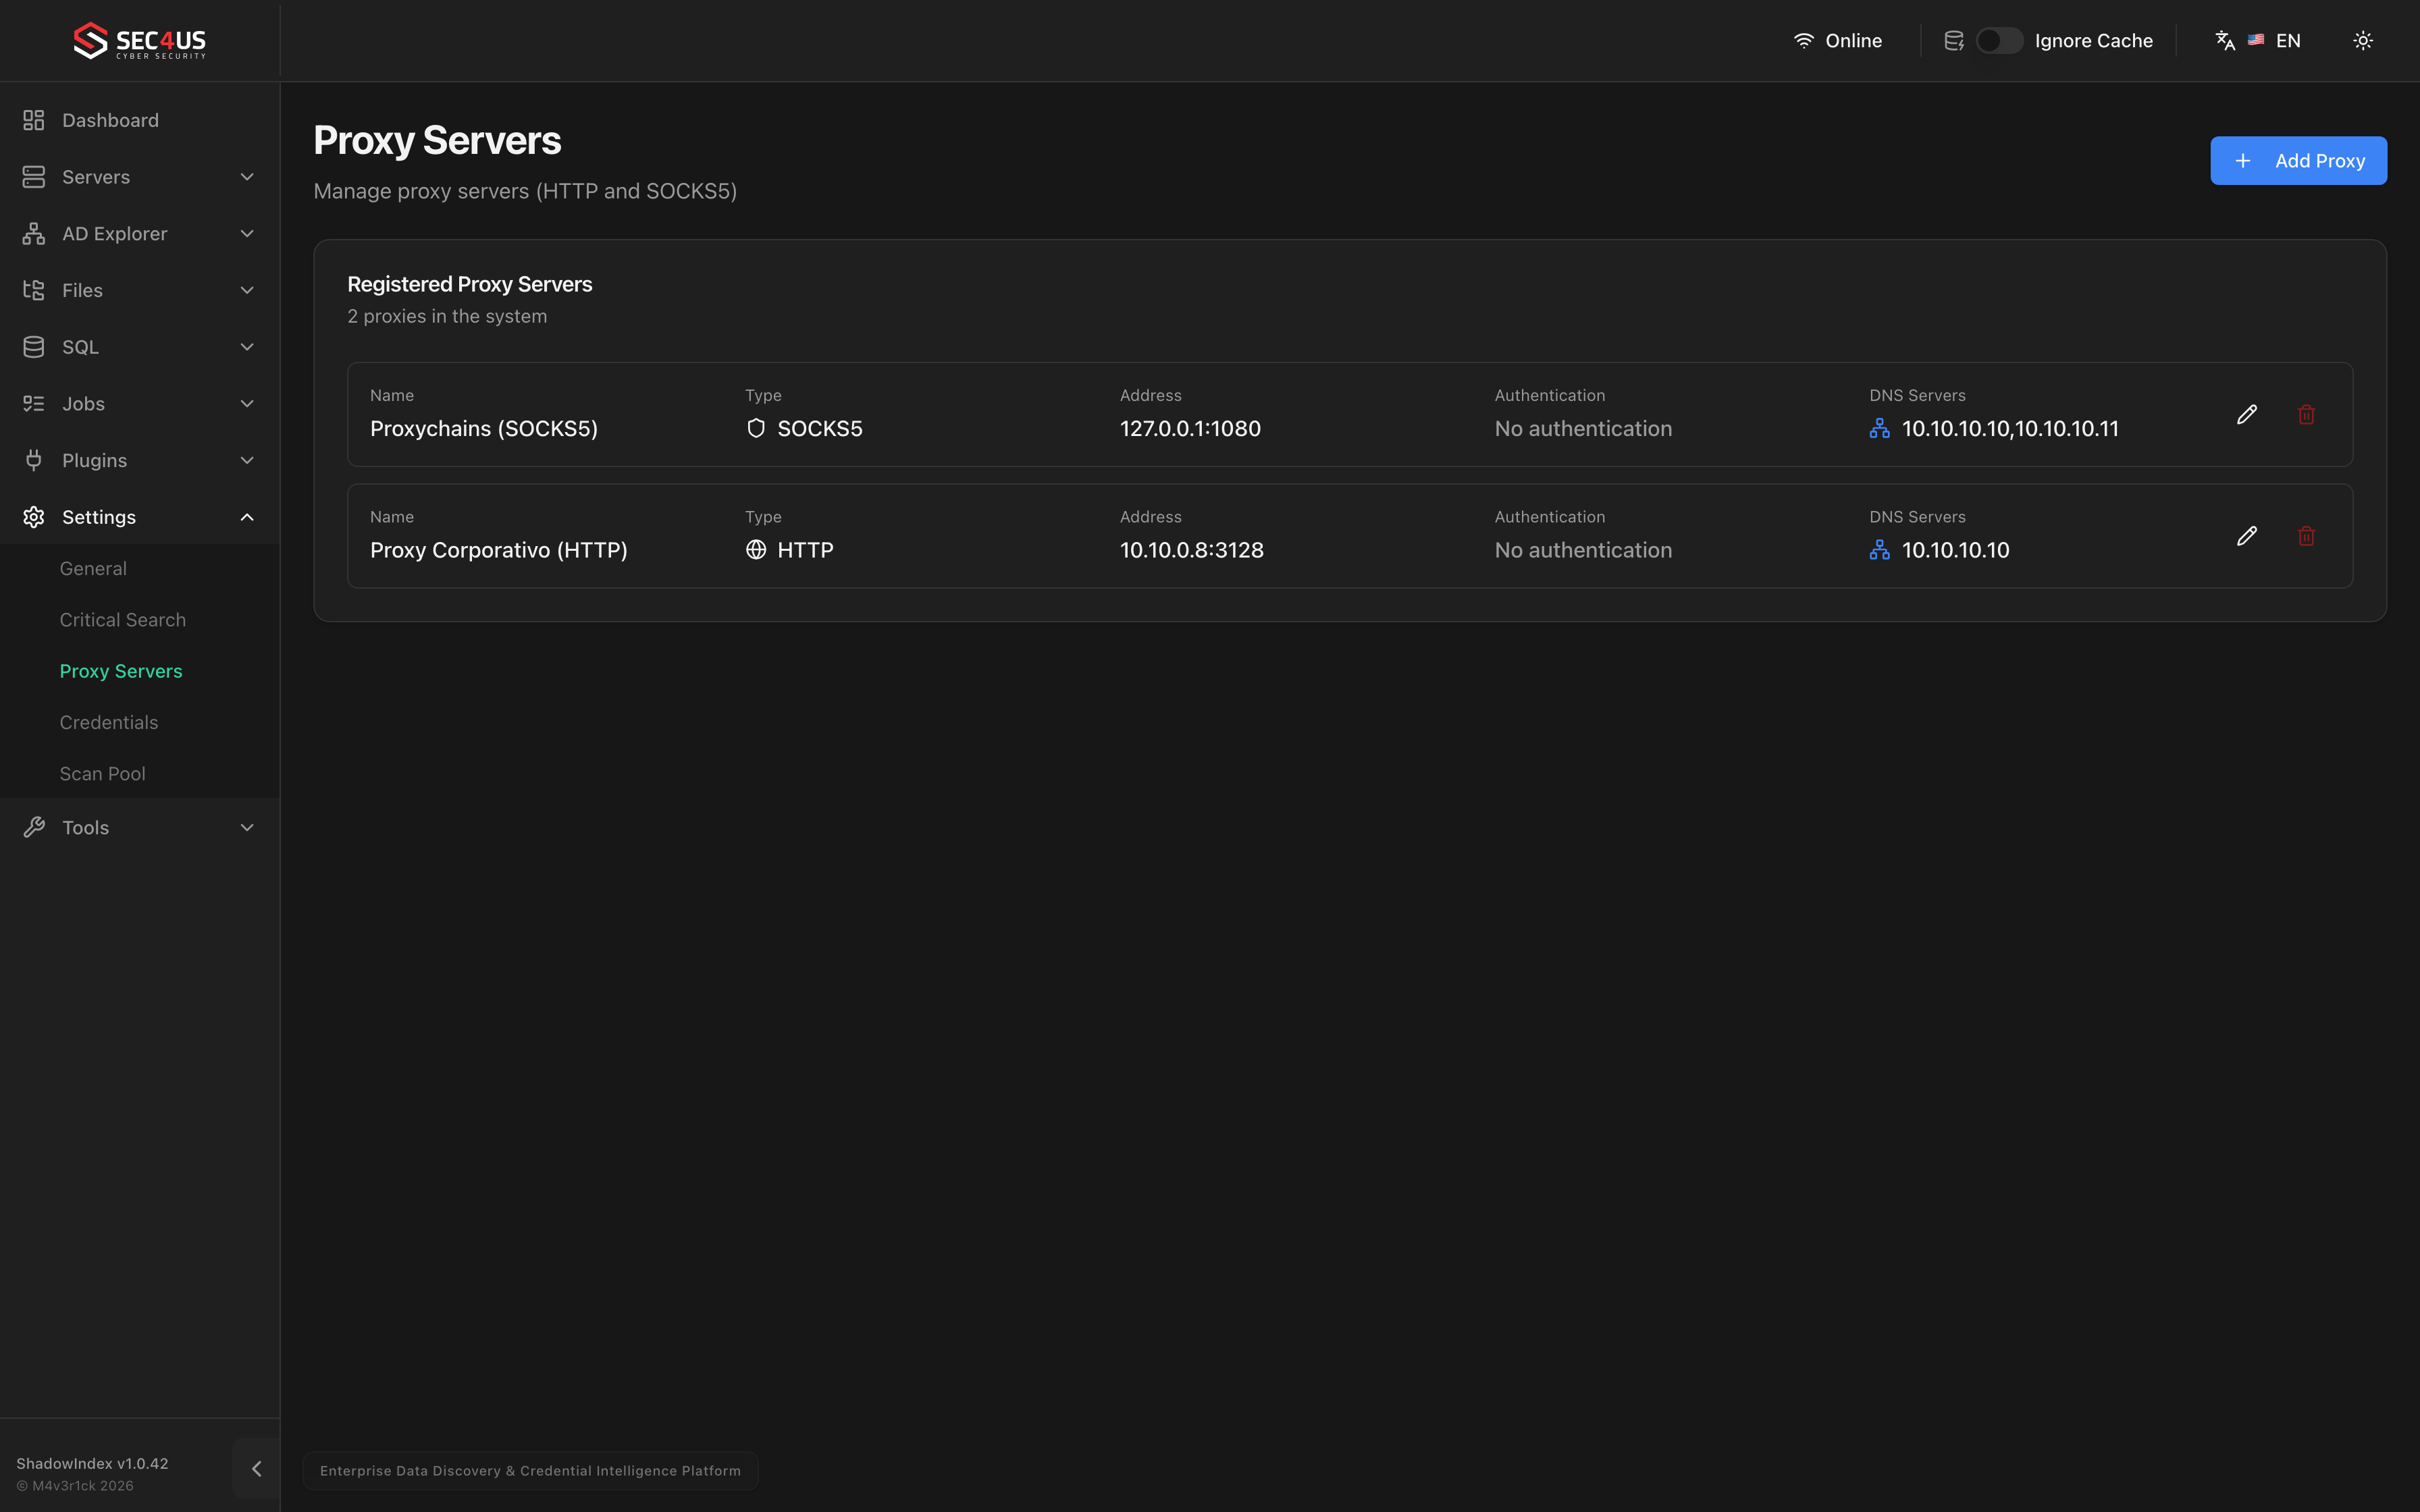 SEC4US
CYBER SECURITY
Online
Ignore Cache
EN
Dashboard
Servers
AD Explorer
Files
SQL
Jobs
Plugins
Settings
General
Critical Search
Proxy Servers
Credentials
Scan Pool
Tools
ShadowIndex v1.0.42
© M4v3r1ck 2026
Proxy Servers
Manage proxy servers (HTTP and SOCKS5)
Add Proxy
Registered Proxy Servers
2 proxies in the system
Name Type Address Authentication DNS Servers
Proxychains (SOCKS5) SOCKS5 127.0.0.1:1080 No authentication 10.10.10.10,10.10.10.11
Name Type Address Authentication DNS Servers
Proxy Corporativo (HTTP) HTTP 10.10.0.8:3128 No authentication 10.10.10.10
Enterprise Data Discovery & Credential Intelligence Platform